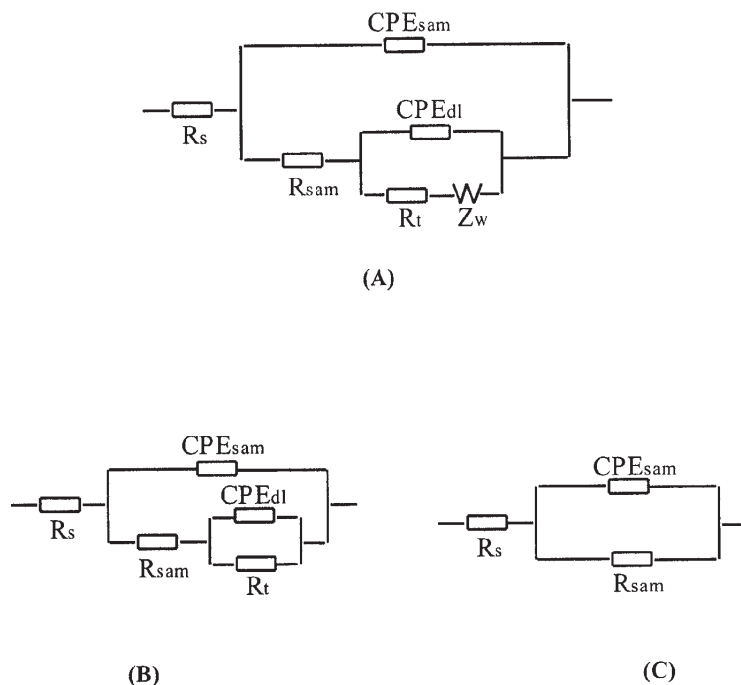 CPEsam
CPEdl
Rs
Rsam
Rt
Zw
(A)
CPEsam
CPEdl
Rs
Rsam
Rt
(B)
CPEsam
Rs
Rsam
(C)